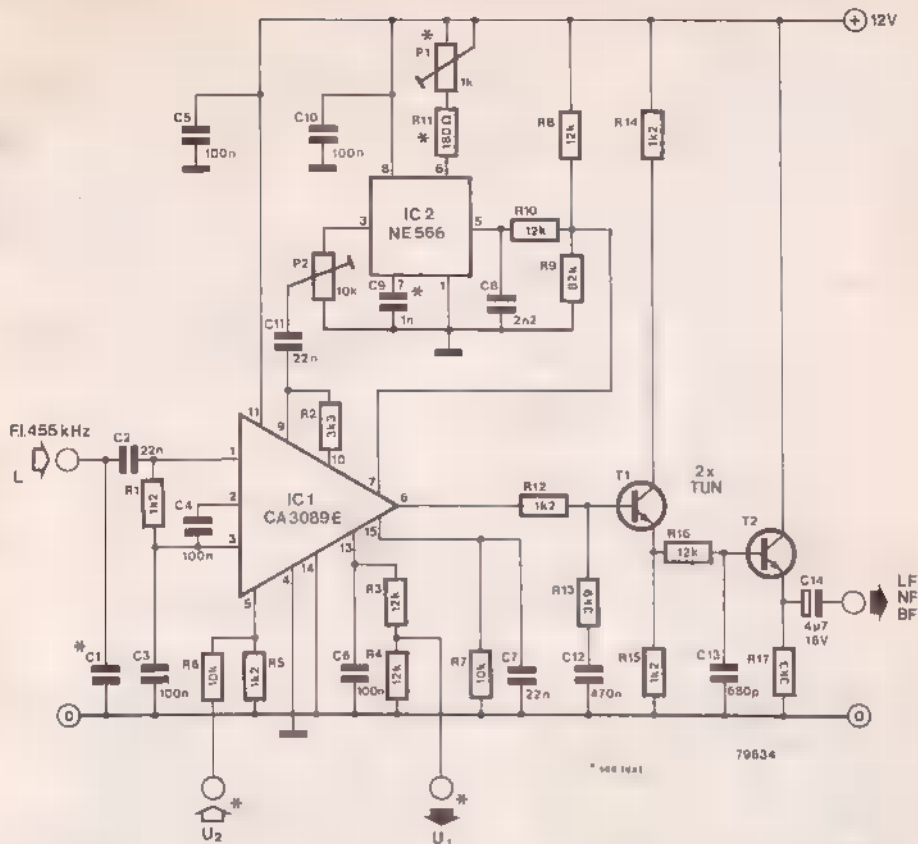 12V
*
P1
1k
C5
100n
C10
100n
R11
*
180Ω
R8
12k
R14
1k2
8
6
3
IC 2
NE566
5
R10
12k
P2
10k
C9
7
*
1n
1
C8
2n2
R9
82k
C11
22n
F.I. 455 kHz
L
C2
22n
11
9
R2
3k3
10
1
R1
1k2
C4
100n
2
IC 1
CA3089E
3
7
6
15
13
14
4
5
R12
1k2
T1
2x
TUN
R16
12k
T2
C14
4µ7
16V
LF
NF
BF
*
C1
C3
100n
R6
10k
R5
1k2
C6
100n
R3
12k
R4
12k
R7
10k
C7
22n
R13
3k9
C12
470n
R15
1k2
C13
680p
R17
3k3
0
0
* see text
79634
*
U2
*
U1